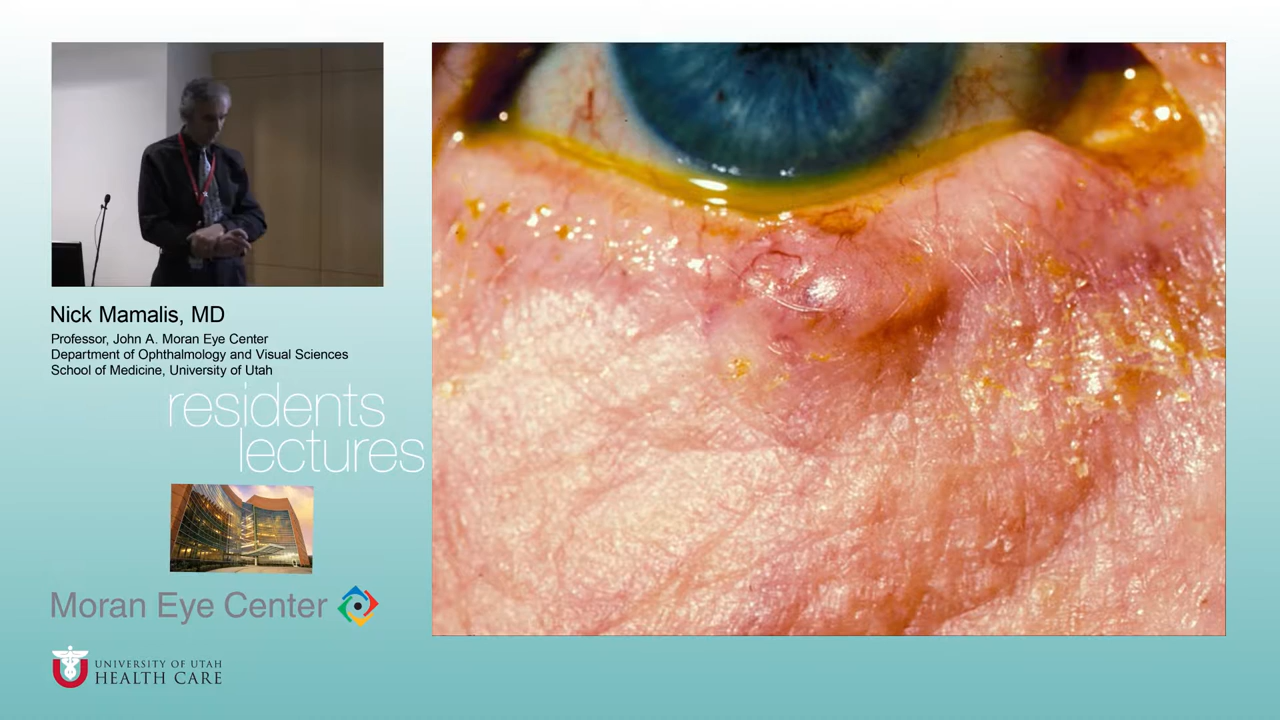 Nick Mamalis, MD
Professor, John A. Moran Eye Center
Department of Ophthalmology and Visual Sciences
School of Medicine, University of Utah
residents
lectures
Moran Eye Center
UNIVERSITY OF UTAH
HEALTH CARE